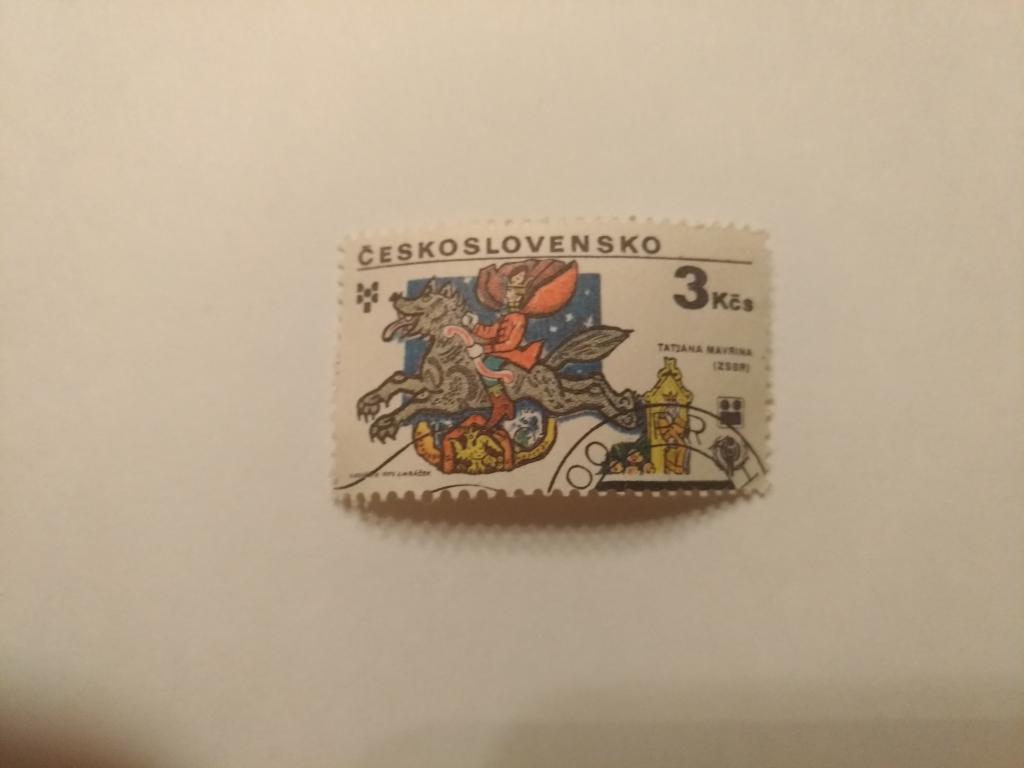 ČESKOSLOVENSKO
3 Kčs
TATJANA MAVRINA
(ZSSR)